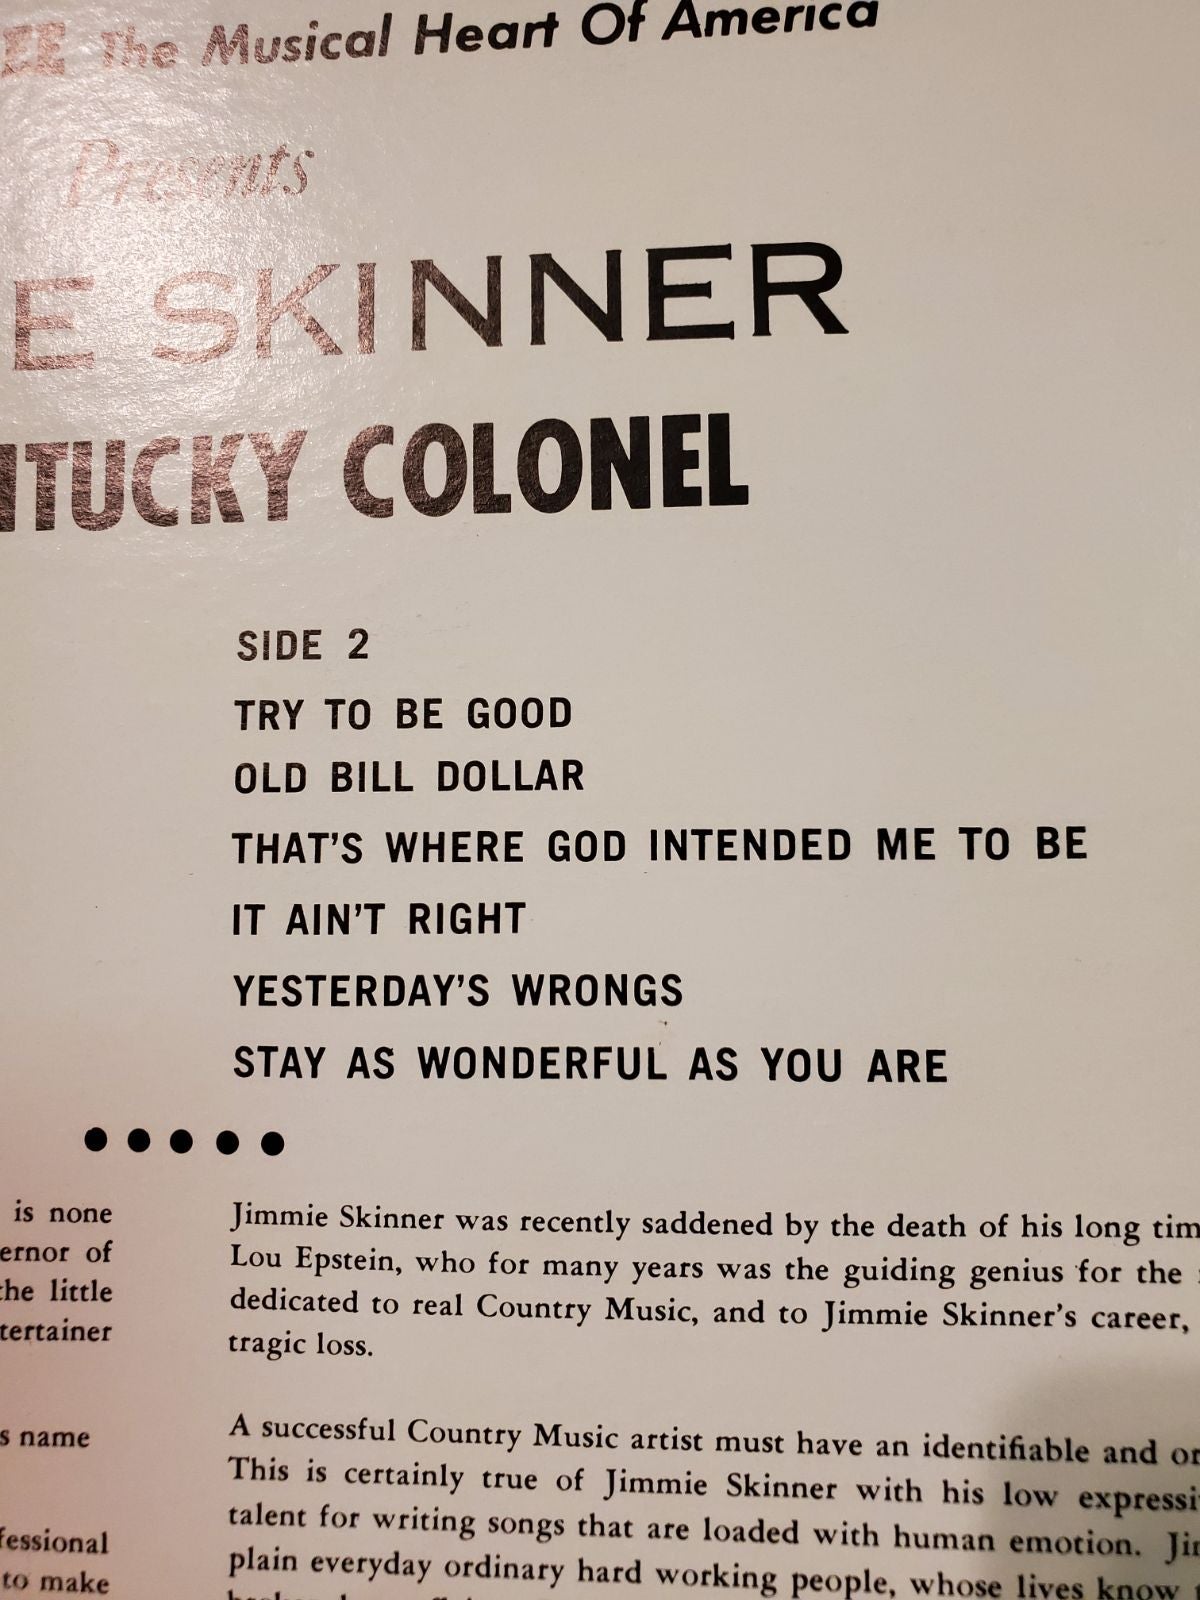 The Musical Heart Of America
Presents
E SKINNER
NTUCKY COLONEL
SIDE 2
TRY TO BE GOOD
OLD BILL DOLLAR
THAT'S WHERE GOD INTENDED ME TO BE
IT AIN'T RIGHT
YESTERDAY'S WRONGS
STAY AS WONDERFUL AS YOU ARE
is none
ernor of
the little
tertainer
s name
fessional
to make
Jimmie Skinner was recently saddened by the death of his long tim
Lou Epstein, who for many years was the guiding genius for the
dedicated to real Country Music, and to Jimmie Skinner's career,
tragic loss.
A successful Country Music artist must have an identifiable and or
This is certainly true of Jimmie Skinner with his low expressi
talent for writing songs that are loaded with human emotion. Jim
plain everyday ordinary hard working people, whose lives know